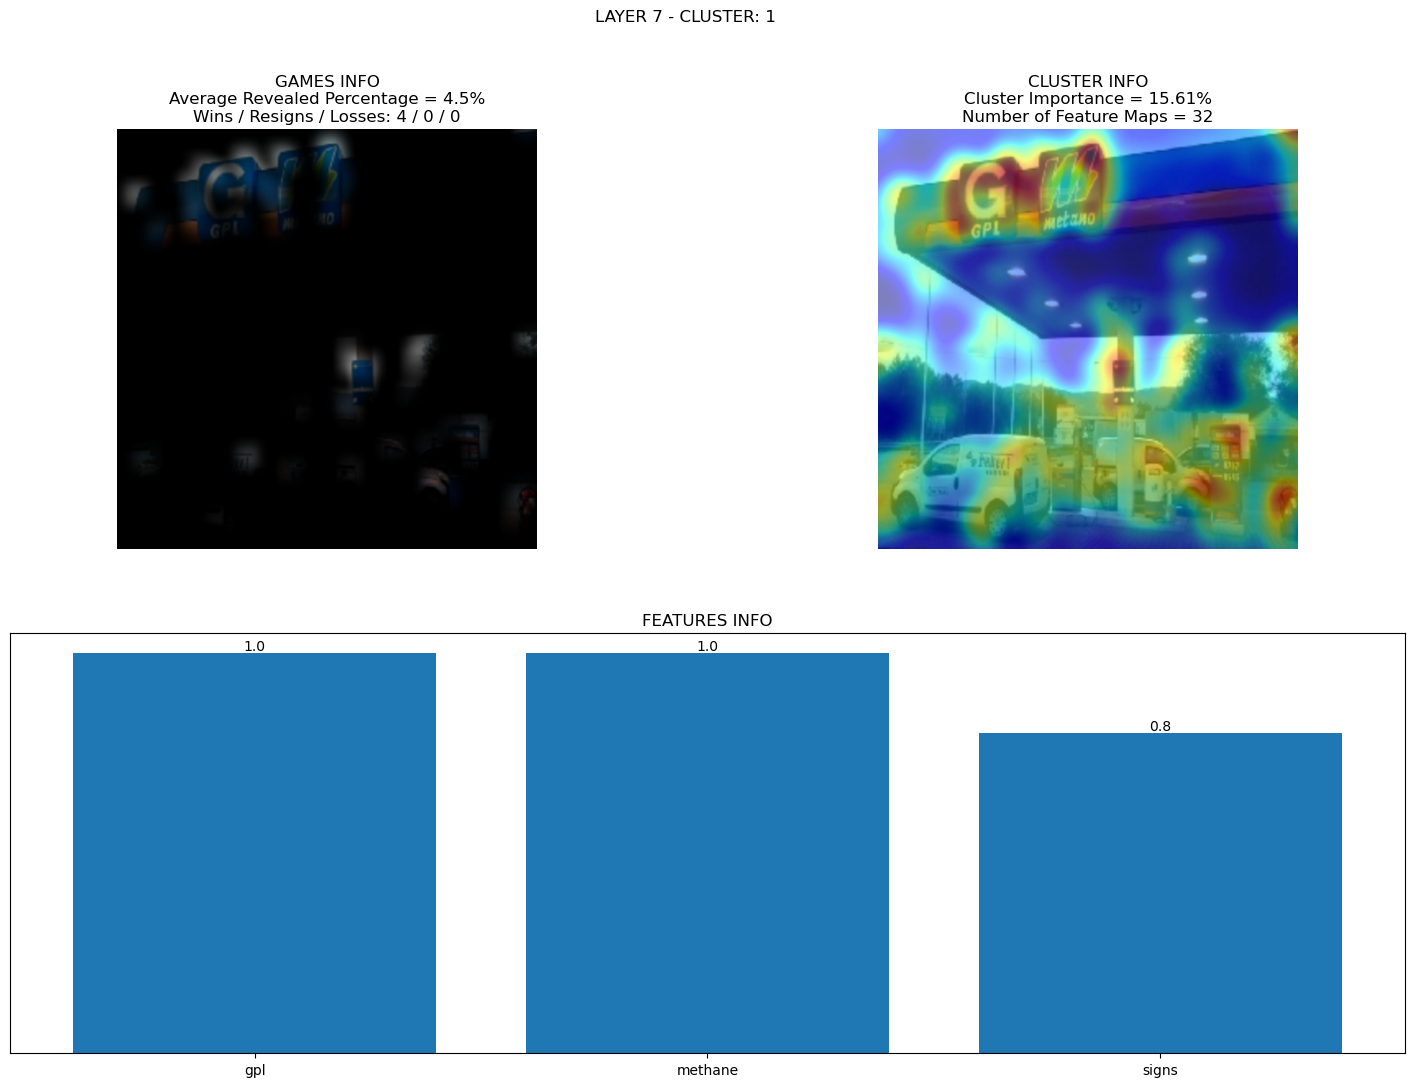 LAYER 7 - CLUSTER: 1
GAMES INFO
Average Revealed Percentage = 4.5%
Wins / Resigns / Losses: 4 / 0 / 0
G
GPL
CLUSTER INFO
Cluster Importance = 15.61%
Number of Feature Maps = 32
G
GPL
metano
FEATURES INFO
1.0
1.0
0.8
gpl
methane
signs